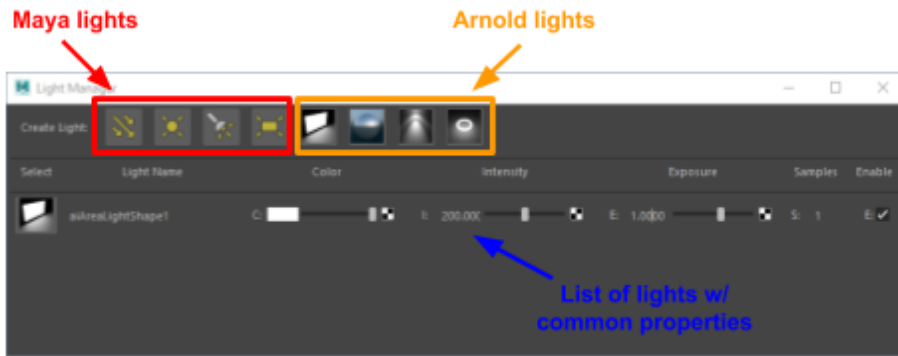 Maya lights
Arnold lights
Light Manager
Create Light:
Select Light Name Color Intensity Exposure Samples Enable
aiAreaLightShape1 C: I: 200.000 E: 1.0000 S: 1 E:
List of lights w/
common properties